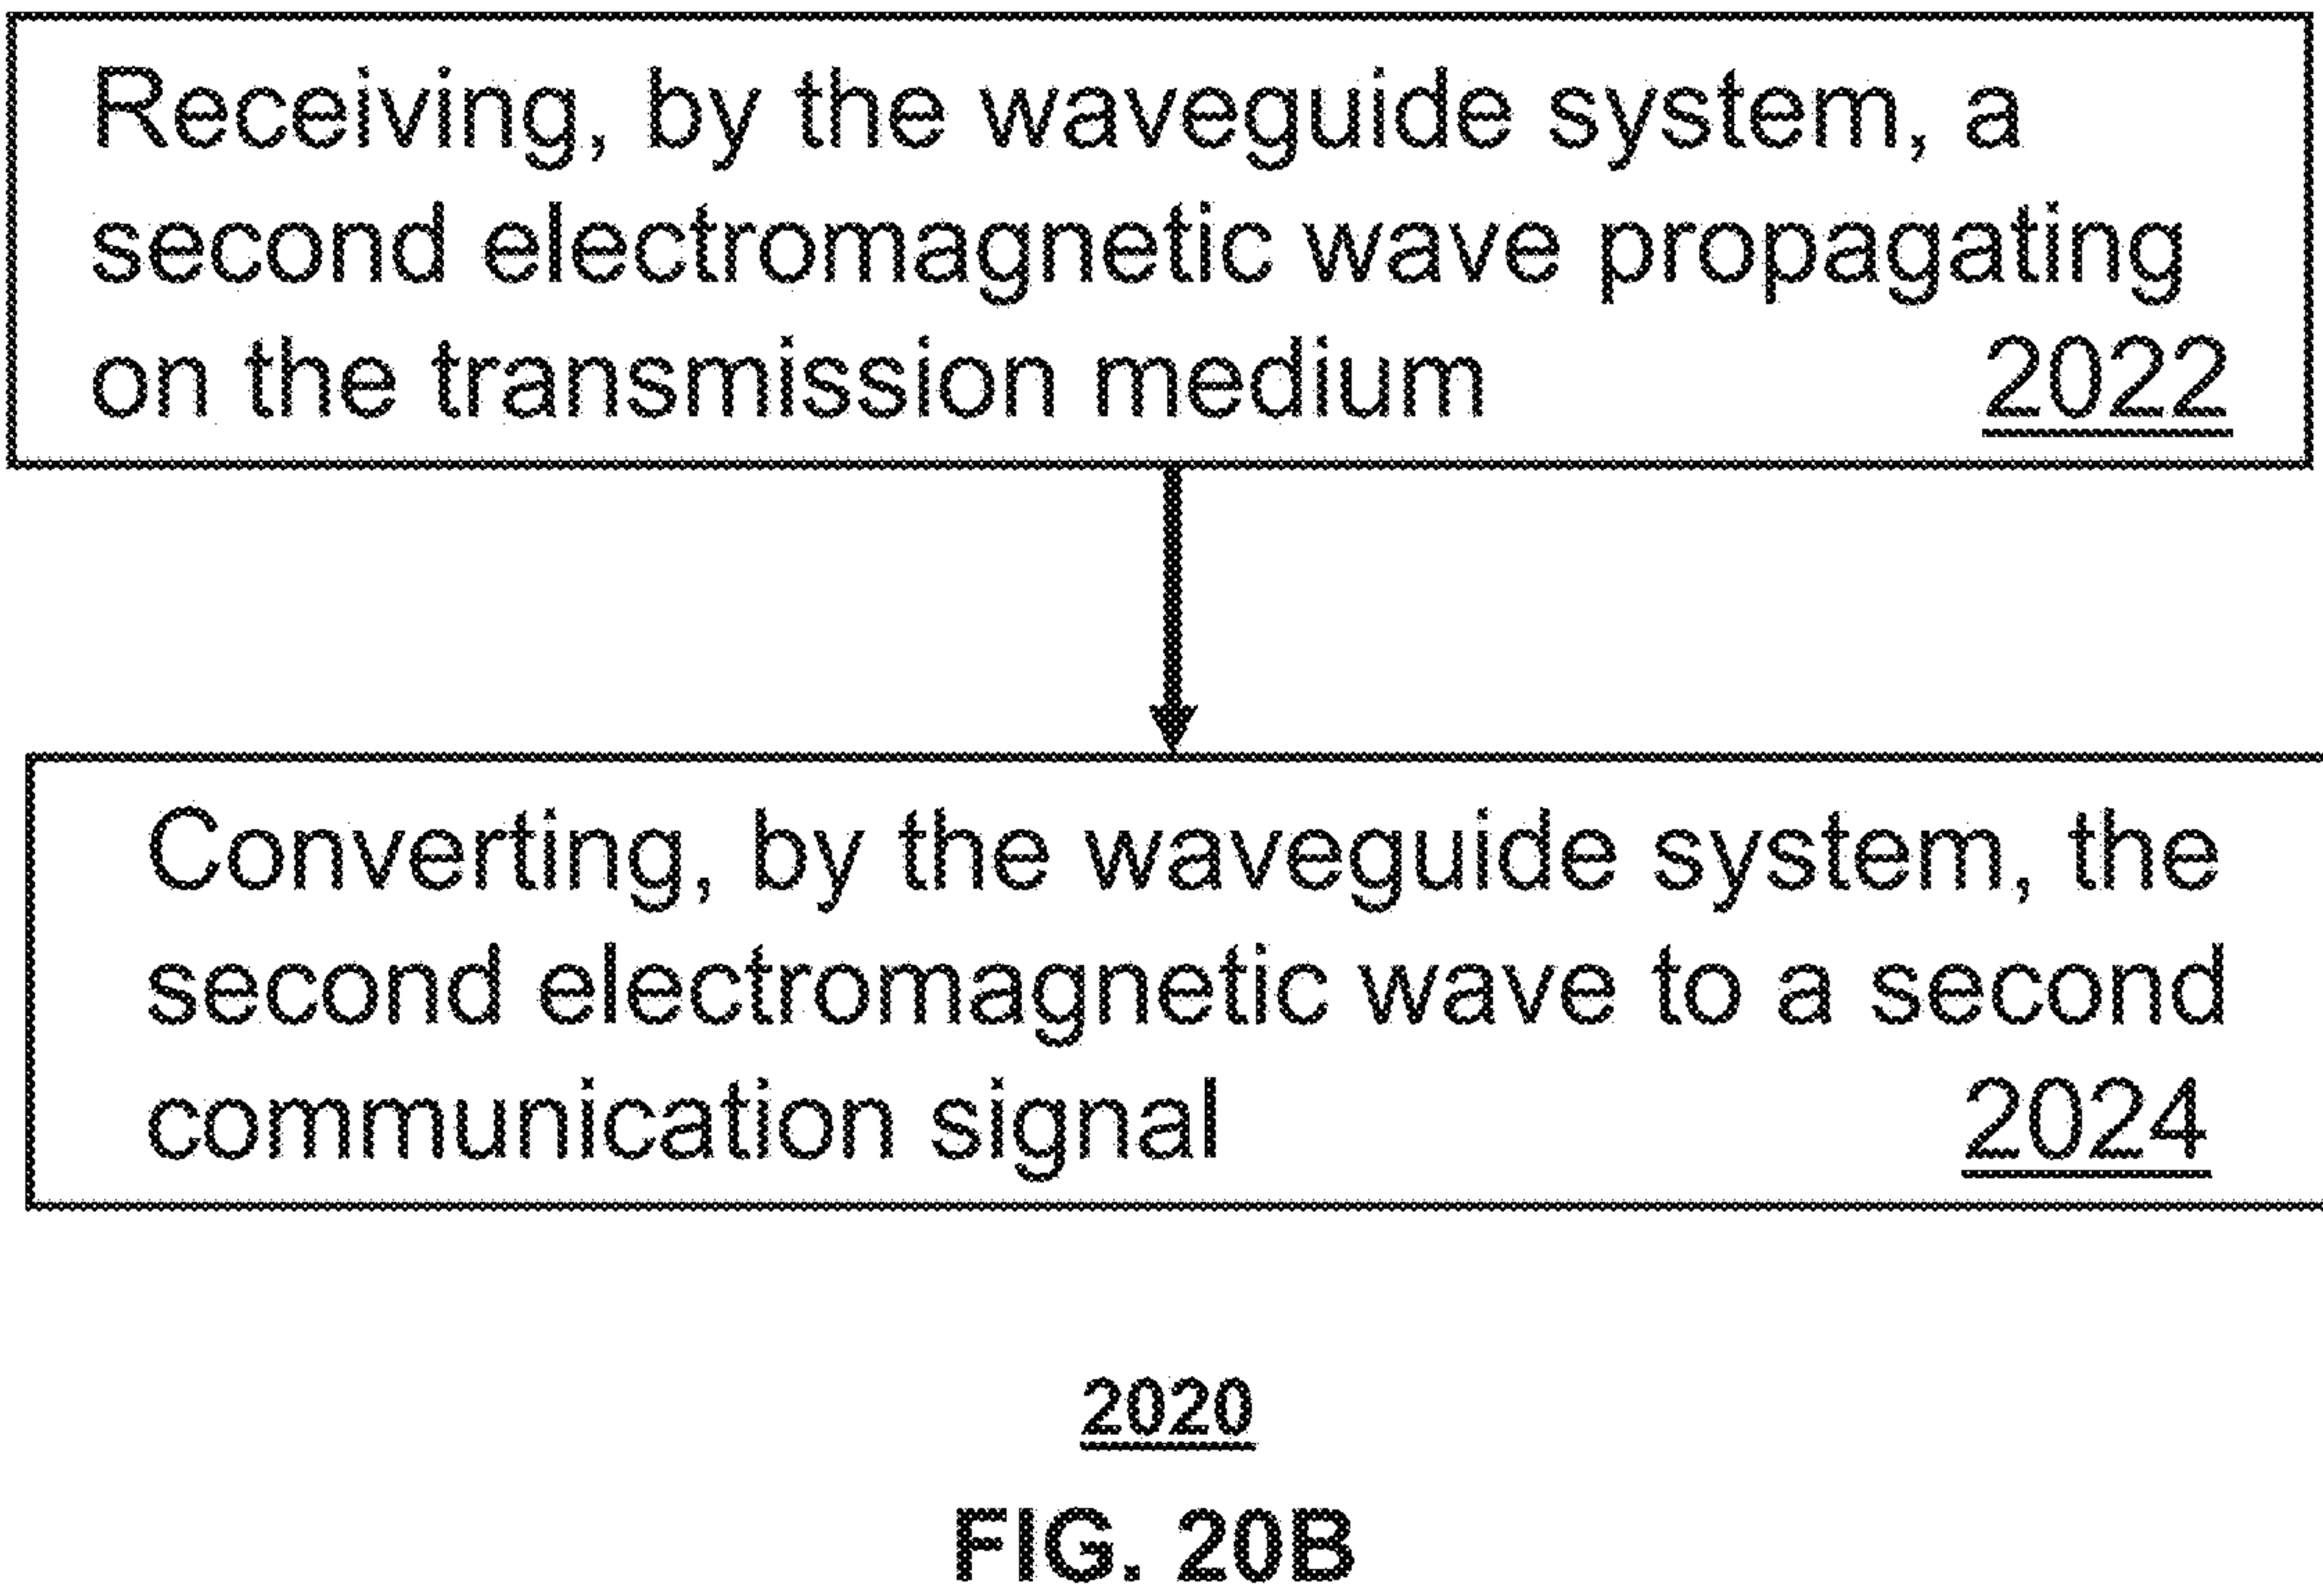 Receiving, by the waveguide system, a
second electromagnetic wave propagating
on the transmission medium 2022
Converting, by the waveguide system, the
second electromagnetic wave to a second
communication signal 2024
2020
FIG. 20B